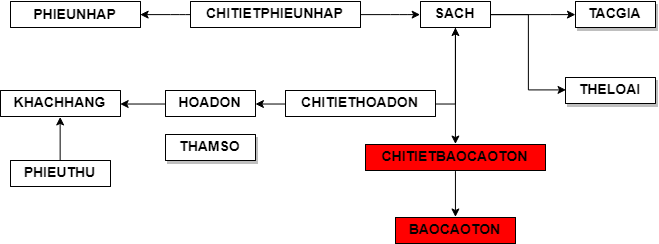 PHIEUNHAP
CHITIETPHIEUNHAP
SACH
TACGIA
THELOAI
KHACHHANG
HOADON
CHITIETHOADON
THAMSO
CHITIETBAOCAOTON
PHIEUTHU
BAOCAOTON